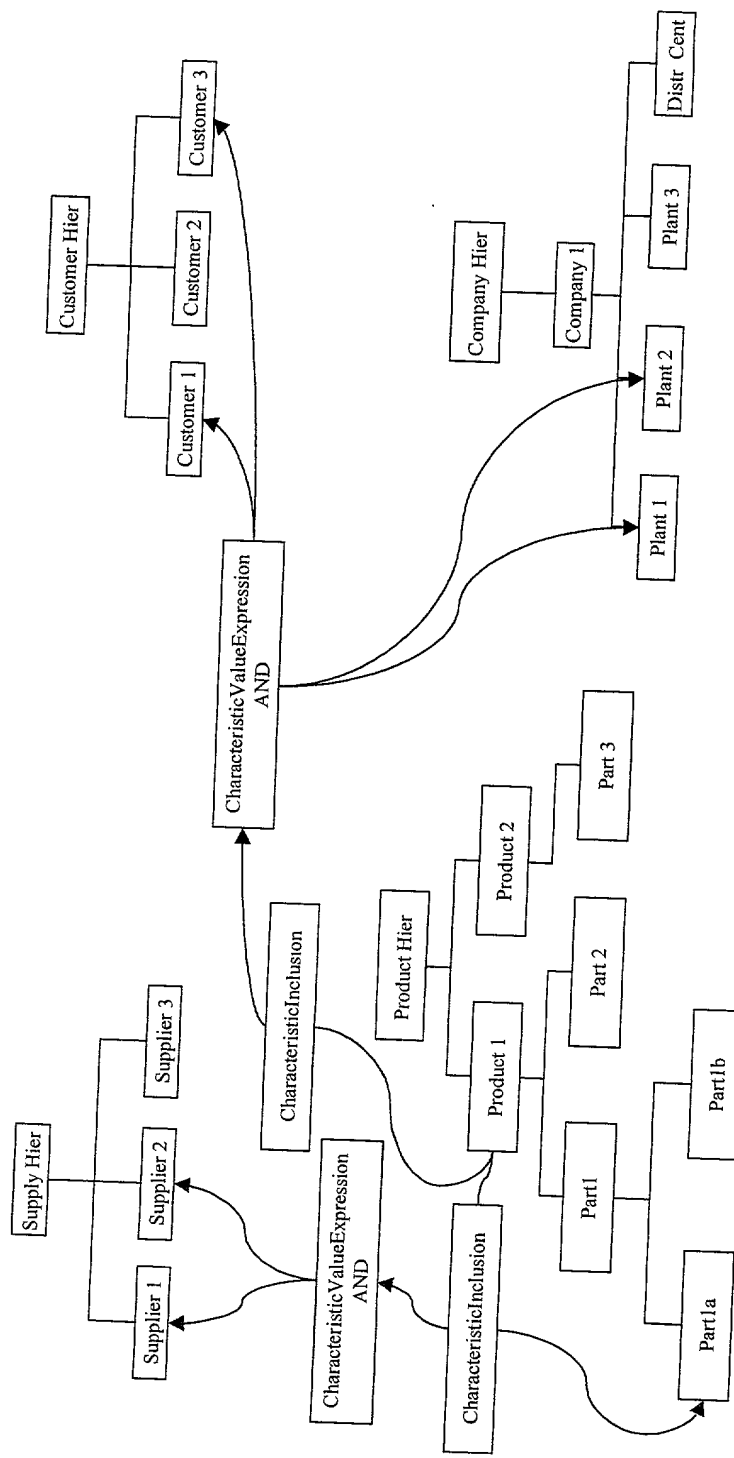 Supply Hier
Supplier 1
Supplier 2
Supplier 3
Customer Hier
Customer 1
Customer 2
Customer 3
CharacteristicValueExpression
AND
CharacteristicInclusion
CharacteristicValueExpression
AND
CharacteristicInclusion
Product Hier
Product 1
Product 2
Part1
Part 2
Part 3
Part1a
Part1b
Company Hier
Company 1
Plant 1
Plant 2
Plant 3
Distr Cent